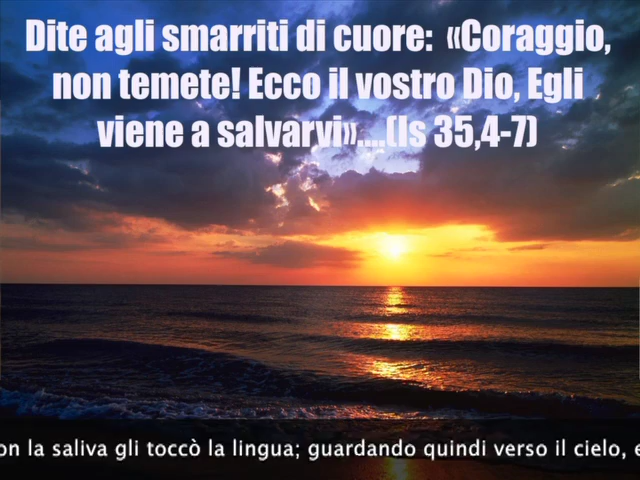 Dite agli smarriti di cuore: «Coraggio,
non temete! Ecco il vostro Dio, Egli
viene a salvarvi»....(Is 35,4-7)
on la saliva gli toccò la lingua; guardando quindi verso il cielo, e